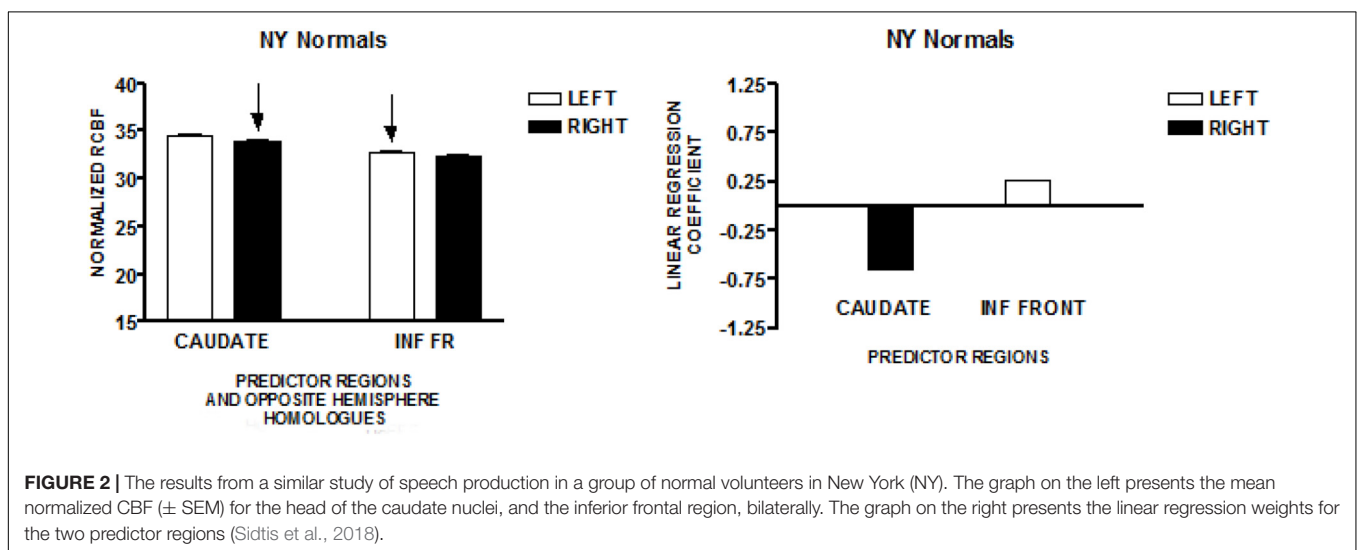 NY Normals
NORMALIZED RCBF
40
35
30
25
20
15
LEFT
RIGHT
CAUDATE INF FR
PREDICTOR REGIONS
AND OPPOSITE HEMISPHERE
HOMOLOGUES
NY Normals
LINEAR REGRESSION
COEFFICIENT
1.25
0.75
0.25
-0.25
-0.75
-1.25
LEFT
RIGHT
CAUDATE INF FRONT
PREDICTOR REGIONS
FIGURE 2 | The results from a similar study of speech production in a group of normal volunteers in New York (NY). The graph on the left presents the mean
normalized CBF (± SEM) for the head of the caudate nuclei, and the inferior frontal region, bilaterally. The graph on the right presents the linear regression weights for
the two predictor regions (Sidtis et al., 2018).